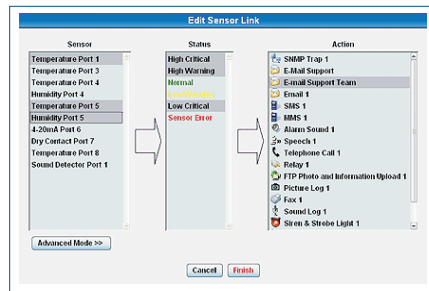 Edit Sensor Link
Sensor
Temperature Port 1
Temperature Port 3
Temperature Port 4
Humidity Port 4
Temperature Port 5
Humidity Port 5
4-20mA Port 6
Dry Contact Port 7
Temperature Port 8
Sound Detector Port 1
Advanced Mode >>
Status
High Critical
High Warning
Normal
Low Warning
Low Critical
Sensor Error
Action
SNMP Trap 1
E-Mail Support
E-mail Support Team
Email 1
SMS 1
MMS 1
Alarm Sound 1
Speech 1
Telephone Call 1
Relay 1
FTP Photo and Information Upload 1
Picture Log 1
Fax 1
Sound Log 1
Siren & Strobe Light 1
Cancel
Finish